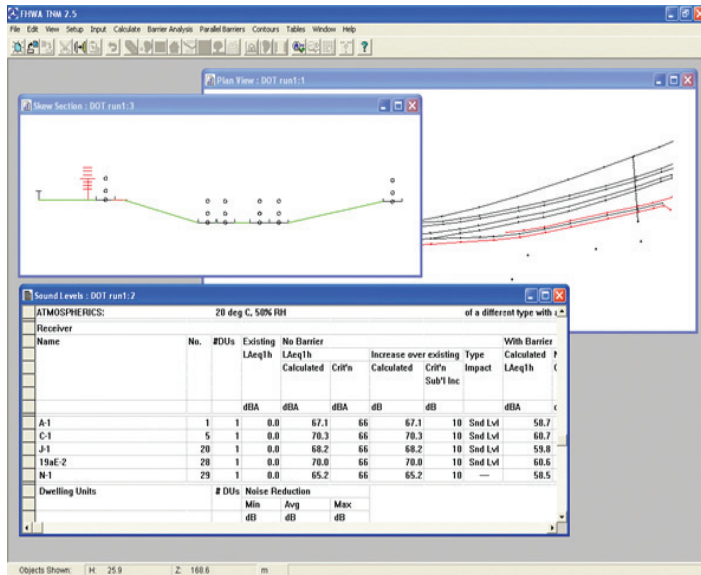 FHWA TNM 2.5
File Edit View Setup Input Calculate Barrier Analysis Parallel Barriers Contours Tables Window Help
Plan View : DOT run1:1
Skew Section : DOT run1:3
Sound Levels : DOT run1:2
ATMOSPHERICS: 20 deg C, 50% RH of a different type with a
Receiver
Name No. #DUs Existing No Barrier With Barrier
LAeq1h LAeq1h Increase over existing Type Calculated
Calculated Crit'n Calculated Crit'n Impact LAeq1h
Sub'l Inc
dBA dBA dBA dB dB dBA
A-1 1 1 0.0 67.1 66 67.1 10 Snd Lvl 58.7
C-1 5 1 0.0 70.3 66 70.3 10 Snd Lvl 60.7
J-1 20 1 0.0 68.2 66 68.2 10 Snd Lvl 59.8
19aE-2 28 1 0.0 70.0 66 70.0 10 Snd Lvl 60.6
N-1 29 1 0.0 65.2 66 65.2 10 — 58.5
Dwelling Units # DUs Noise Reduction
Min Avg Max
dB dB dB
Objects Shown: H: 25.9 Z: 168.6 m